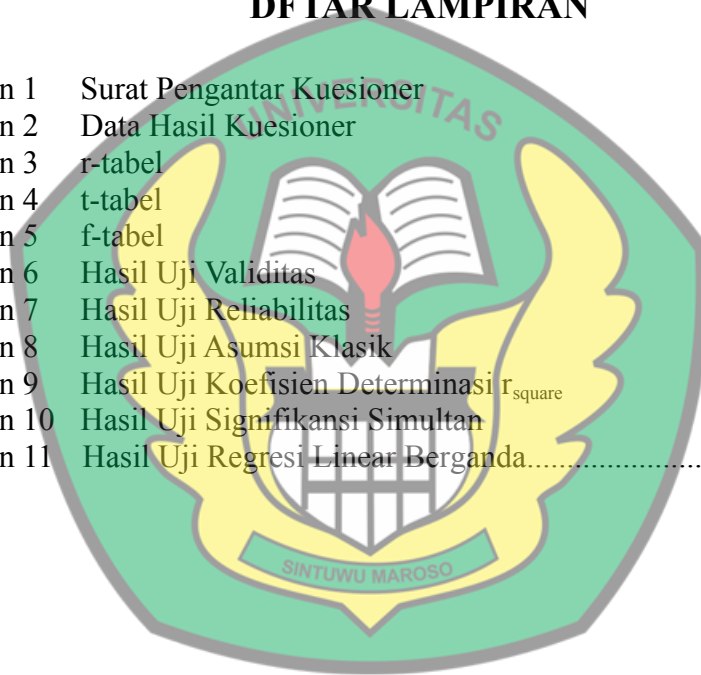 DFTAR LAMPIRAN
n 1 Surat Pengantar Kuesioner
n 2 Data Hasil Kuesioner
n 3 r-tabel
n 4 t-tabel
n 5 f-tabel
n 6 Hasil Uji Validitas
n 7 Hasil Uji Reliabilitas
n 8 Hasil Uji Asumsi Klasik
n 9 Hasil Uji Koefisien Determinasi r square
n 10 Hasil Uji Signifikansi Simultan
n 11 Hasil Uji Regresi Linear Berganda......................
UNIVERSITAS
SINTUWU MAROSO